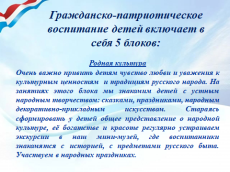 Гражданско-патриотическое
воспитание детей включает в
себя 5 блоков:
Родная культура
Очень важно привить детям чувство любви и уважения к
культурным ценностям и традициям русского народа. На
занятиях этого блока мы знакомим детей с устным
народным творчеством: сказками, праздниками, народным
декоративно-прикладным искусством. Стараясь
сформировать у детей общее представление о народной
культуре, её богатстве и красоте регулярно устраиваем
экскурсии в наш мини-музей, где воспитанники
знакомятся с историей, с предметами русского быта.
Участвуем в народных праздниках.